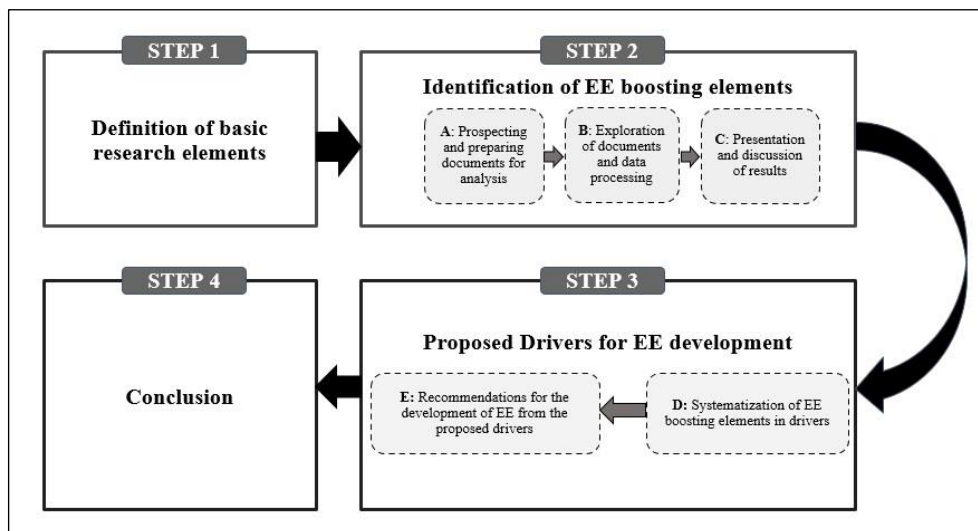 STEP 1
Definition of basic
research elements
STEP 2
Identification of EE boosting elements
A: Prospecting
and preparing
documents for
analysis
B: Exploration
of documents
and data
processing
C: Presentation
and discussion
of results
STEP 3
Proposed Drivers for EE development
D: Systematization of EE
boosting elements in drivers
E: Recommendations for the
development of EE from the
proposed drivers
STEP 4
Conclusion